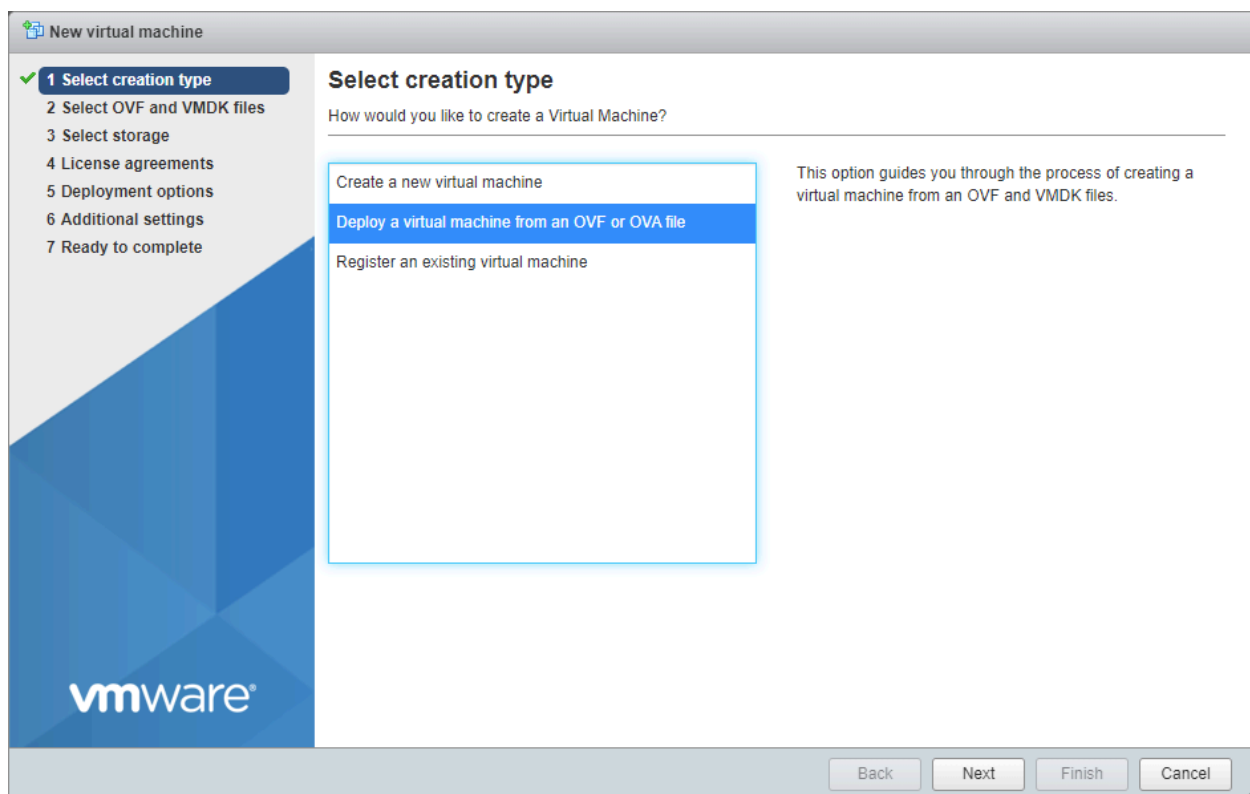 New virtual machine
1 Select creation type
2 Select OVF and VMDK files
3 Select storage
4 License agreements
5 Deployment options
6 Additional settings
7 Ready to complete
vmware®
Select creation type
How would you like to create a Virtual Machine?
Create a new virtual machine
Deploy a virtual machine from an OVF or OVA file
Register an existing virtual machine
This option guides you through the process of creating a
virtual machine from an OVF and VMDK files.
Back Next Finish Cancel